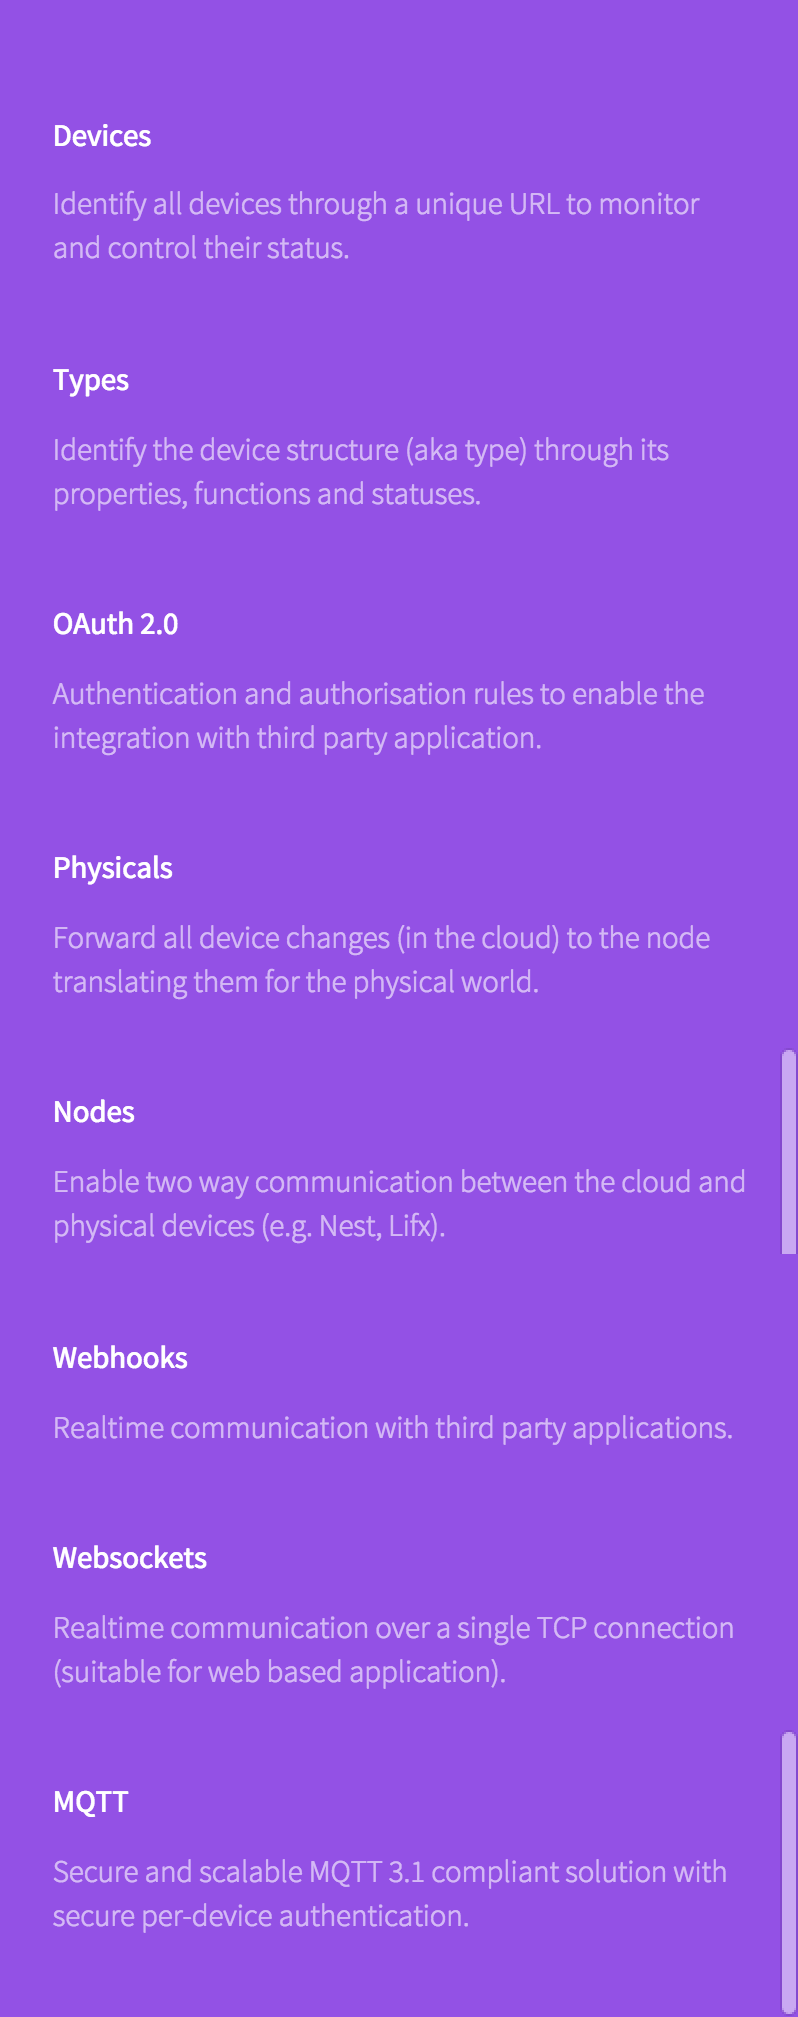 Devices
Identify all devices through a unique URL to monitor
and control their status.
Types
Identify the device structure (aka type) through its
properties, functions and statuses.
OAuth 2.0
Authentication and authorisation rules to enable the
integration with third party application.
Physicals
Forward all device changes (in the cloud) to the node
translating them for the physical world.
Nodes
Enable two way communication between the cloud and
physical devices (e.g. Nest, Lifx).
Webhooks
Realtime communication with third party applications.
Websockets
Realtime communication over a single TCP connection
(suitable for web based application).
MQTT
Secure and scalable MQTT 3.1 compliant solution with
secure per-device authentication.